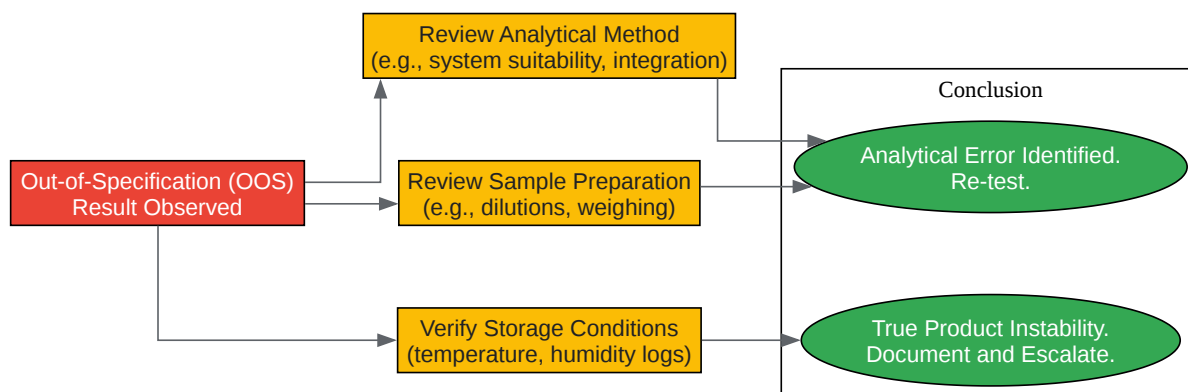 Review Analytical Method
(e.g., system suitability, integration)
Conclusion
Out-of-Specification (OOS)
Result Observed
Review Sample Preparation
(e.g., dilutions, weighing)
Analytical Error Identified.
Re-test.
Verify Storage Conditions
(temperature, humidity logs)
True Product Instability.
Document and Escalate.